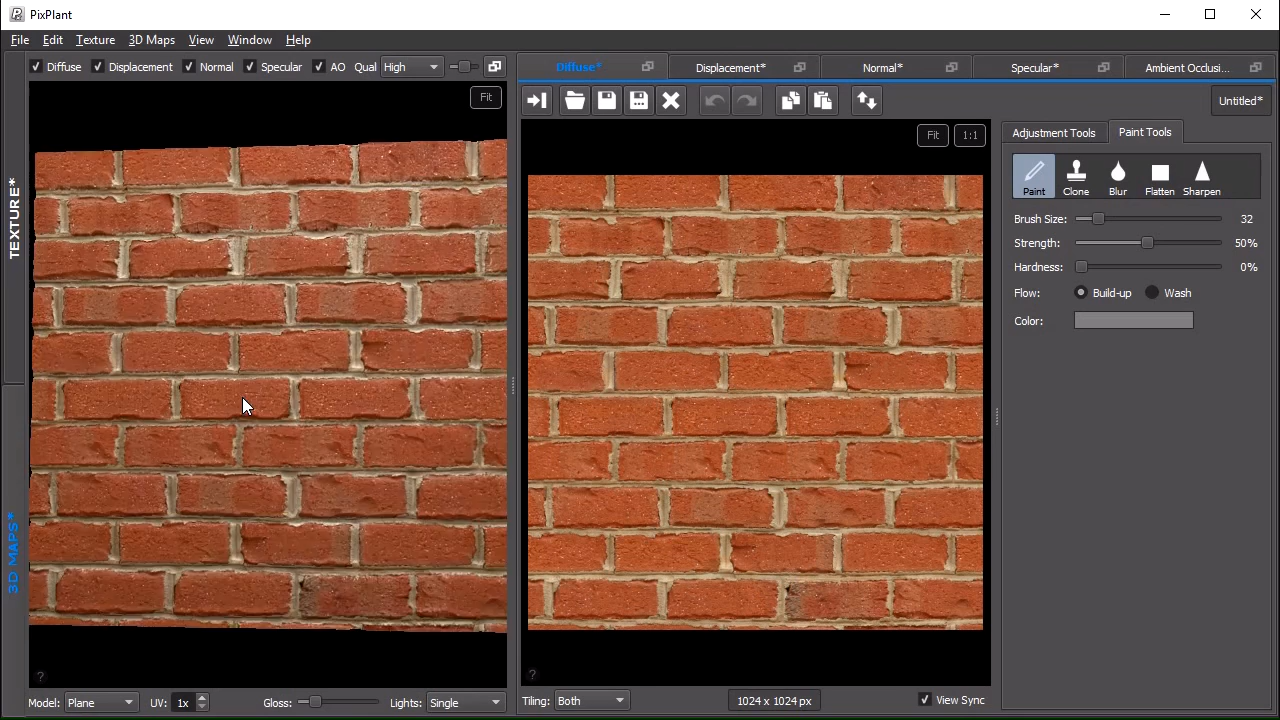 PixPlant
File Edit Texture 3D Maps View Window Help
Diffuse Displacement Normal Specular AO Qual High
Diffuse* Displacement* Normal* Specular* Ambient Occlusi...
Untitled*
Fit
Fit 1:1
TEXTURE*
3D MAPS*
Adjustment Tools Paint Tools
Paint Clone Blur Flatten Sharpen
Brush Size: 32
Strength: 50%
Hardness: 0%
Flow: Build-up Wash
Color:
?
?
Model: Plane UV: 1x Gloss: Lights: Single
Tiling: Both 1024 x 1024 px View Sync